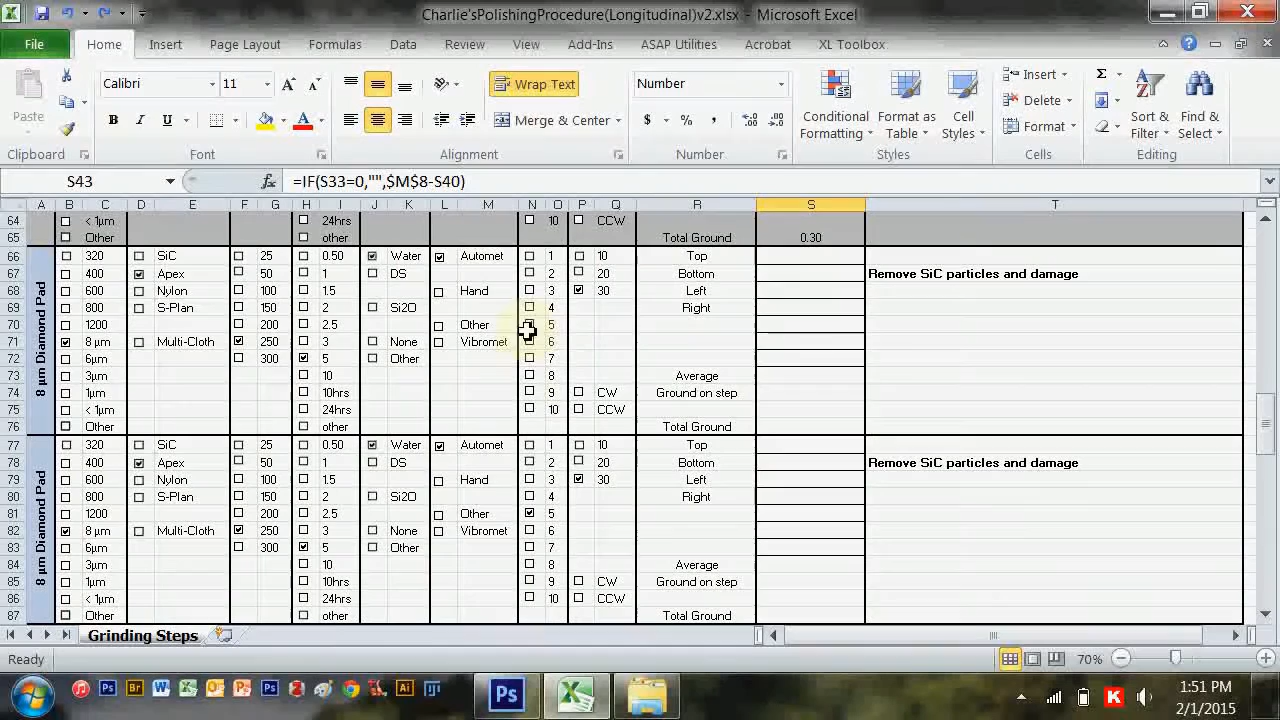 Charlie'sPolishingProcedure(Longitudinal)v2.xlsx - Microsoft Excel
File Home Insert Page Layout Formulas Data Review View Add-Ins ASAP Utilities Acrobat XL Toolbox
Paste Calibri 11 Wrap Text Number Conditional Formatting Format as Table Cell Styles Insert Sort & Filter Find & Select
B I U Merge & Center $ % , Delete
Format
Clipboard Font Alignment Number Styles Cells Editing
S43 fx =IF(S33=0,"",$M$8-S40)
A B C D E F G H I J K L M N O P Q R S T
64 < 1µm 24hrs 10 CCW
65 Other other Total Ground 0.30
66 320 SiC 25 0.50 Water Automet 1 10 Top
67 400 Apex 50 1 DS 2 20 Bottom Remove SiC particles and damage
68 600 Nylon 100 1.5 Hand 3 30 Left
69 800 S-Plan 150 2 Si2O 4 Right
70 1200 200 2.5 Other 5
71 8 µm Multi-Cloth 250 3 None Vibromet 6
72 6µm 300 5 Other 7
73 3µm 10 8 Average
74 1µm 10hrs 9 CW Ground on step
75 < 1µm 24hrs 10 CCW
76 Other other Total Ground
8 µm Diamond Pad
77 320 SiC 25 0.50 Water Automet 1 10 Top
78 400 Apex 50 1 DS 2 20 Bottom Remove SiC particles and damage
79 600 Nylon 100 1.5 Hand 3 30 Left
80 800 S-Plan 150 2 Si2O 4 Right
81 1200 200 2.5 Other 5
82 8 µm Multi-Cloth 250 3 None Vibromet 6
83 6µm 300 5 Other 7
84 3µm 10 8 Average
85 1µm 10hrs 9 CW Ground on step
86 < 1µm 24hrs 10 CCW
87 Other other Total Ground
8 µm Diamond Pad
Grinding Steps
Ready 70%
Ps Ps Br W Ps Ai K 1:51 PM
2/1/2015